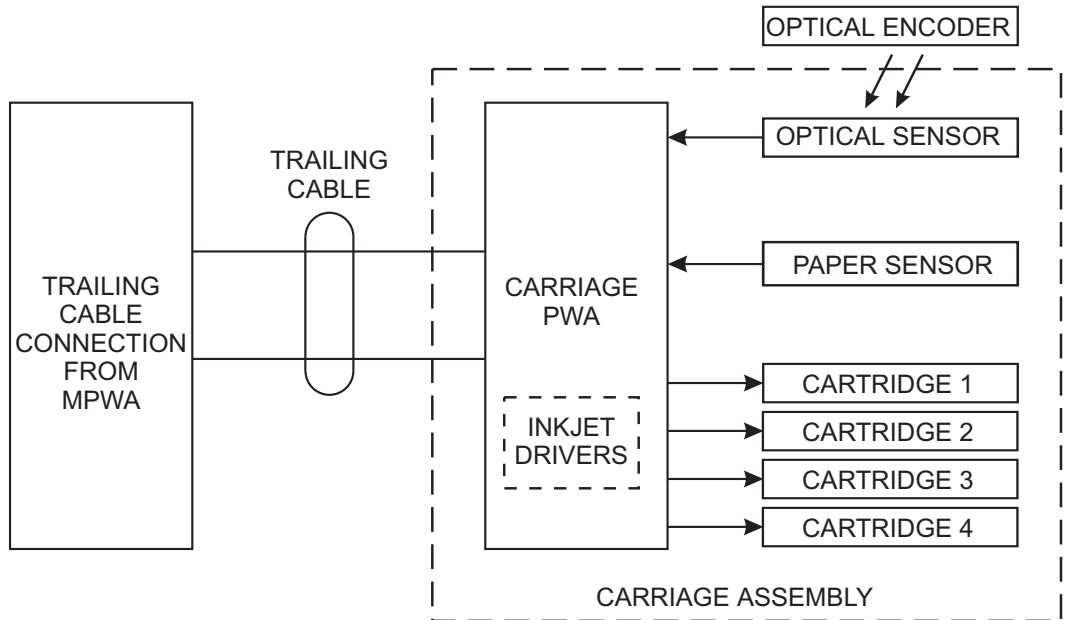 OPTICAL ENCODER
OPTICAL SENSOR
TRAILING
CABLE
PAPER SENSOR
TRAILING
CABLE
CONNECTION
FROM
MPWA
CARRIAGE
PWA
CARTRIDGE 1
INKJET
DRIVERS
CARTRIDGE 2
CARTRIDGE 3
CARTRIDGE 4
CARRIAGE ASSEMBLY